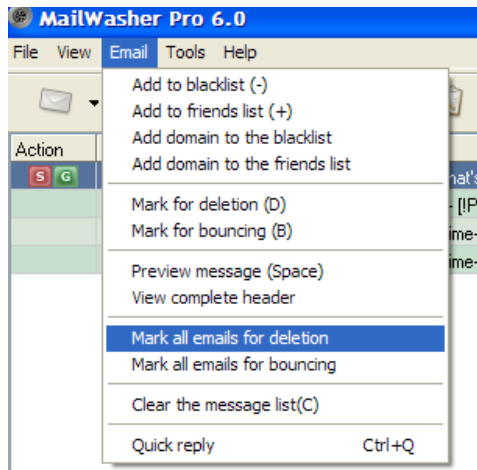 MailWasher Pro 6.0
File View Email Tools Help
Add to blacklist (-)
Add to friends list (+)
Add domain to the blacklist
Add domain to the friends list
Mark for deletion (D)
Mark for bouncing (B)
Preview message (Space)
View complete header
Mark all emails for deletion
Mark all emails for bouncing
Clear the message list(C)
Quick reply Ctrl+Q
Action
S G